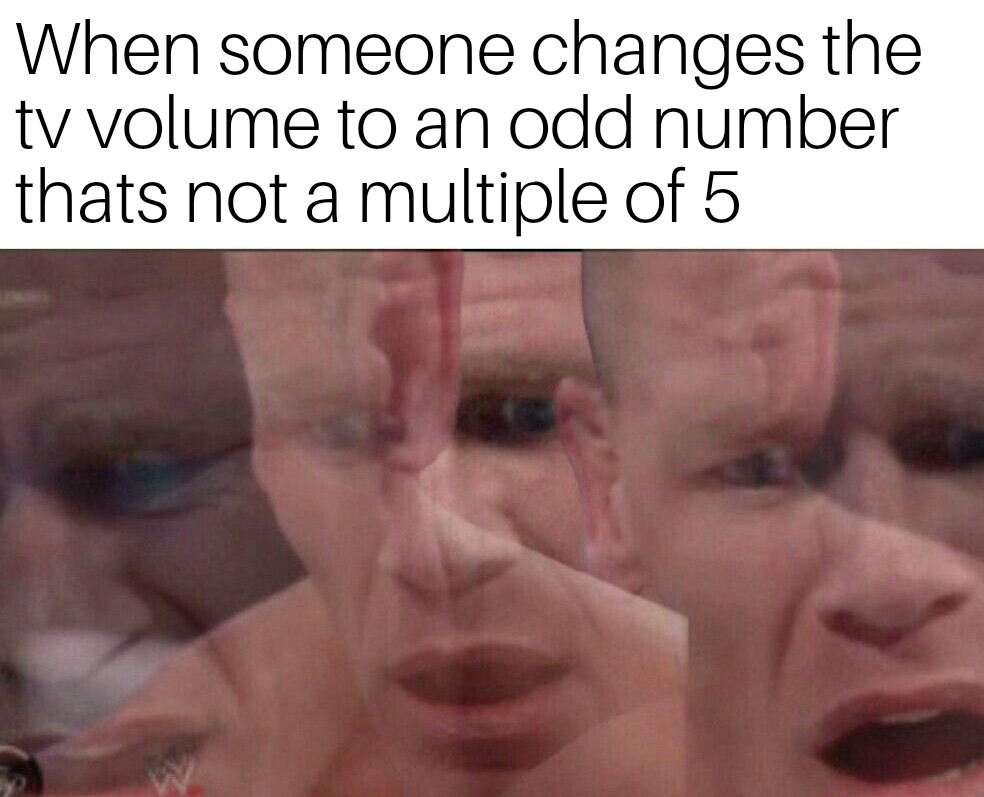 When someone changes the
tv volume to an odd number
thats not a multiple of 5
W